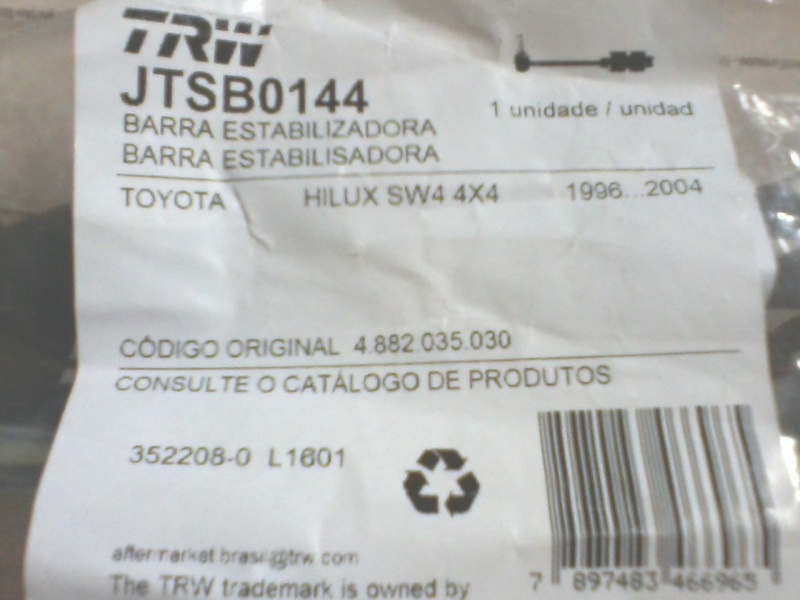 TRW
JTSB0144
1 unidade / unidad
BARRA ESTABILIZADORA
BARRA ESTABILISADORA
TOYOTA HILUX SW4 4X4 1996...2004
CÓDIGO ORIGINAL 4.882.035.030
CONSULTE O CATÁLOGO DE PRODUTOS
352208-0 L1601
aftermarket.brasil@trw.com
The TRW trademark is owned by
7 897483 466965